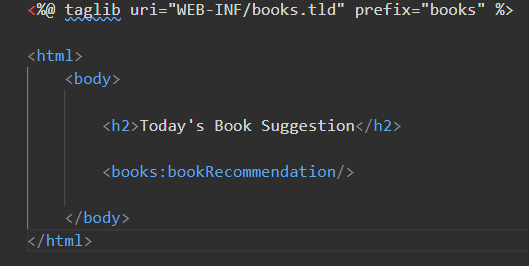 <%@ taglib uri="WEB-INF/books.tld" prefix="books" %>
<html>
<body>
<h2>Today's Book Suggestion</h2>
<books:bookRecommendation/>
</body>
</html>